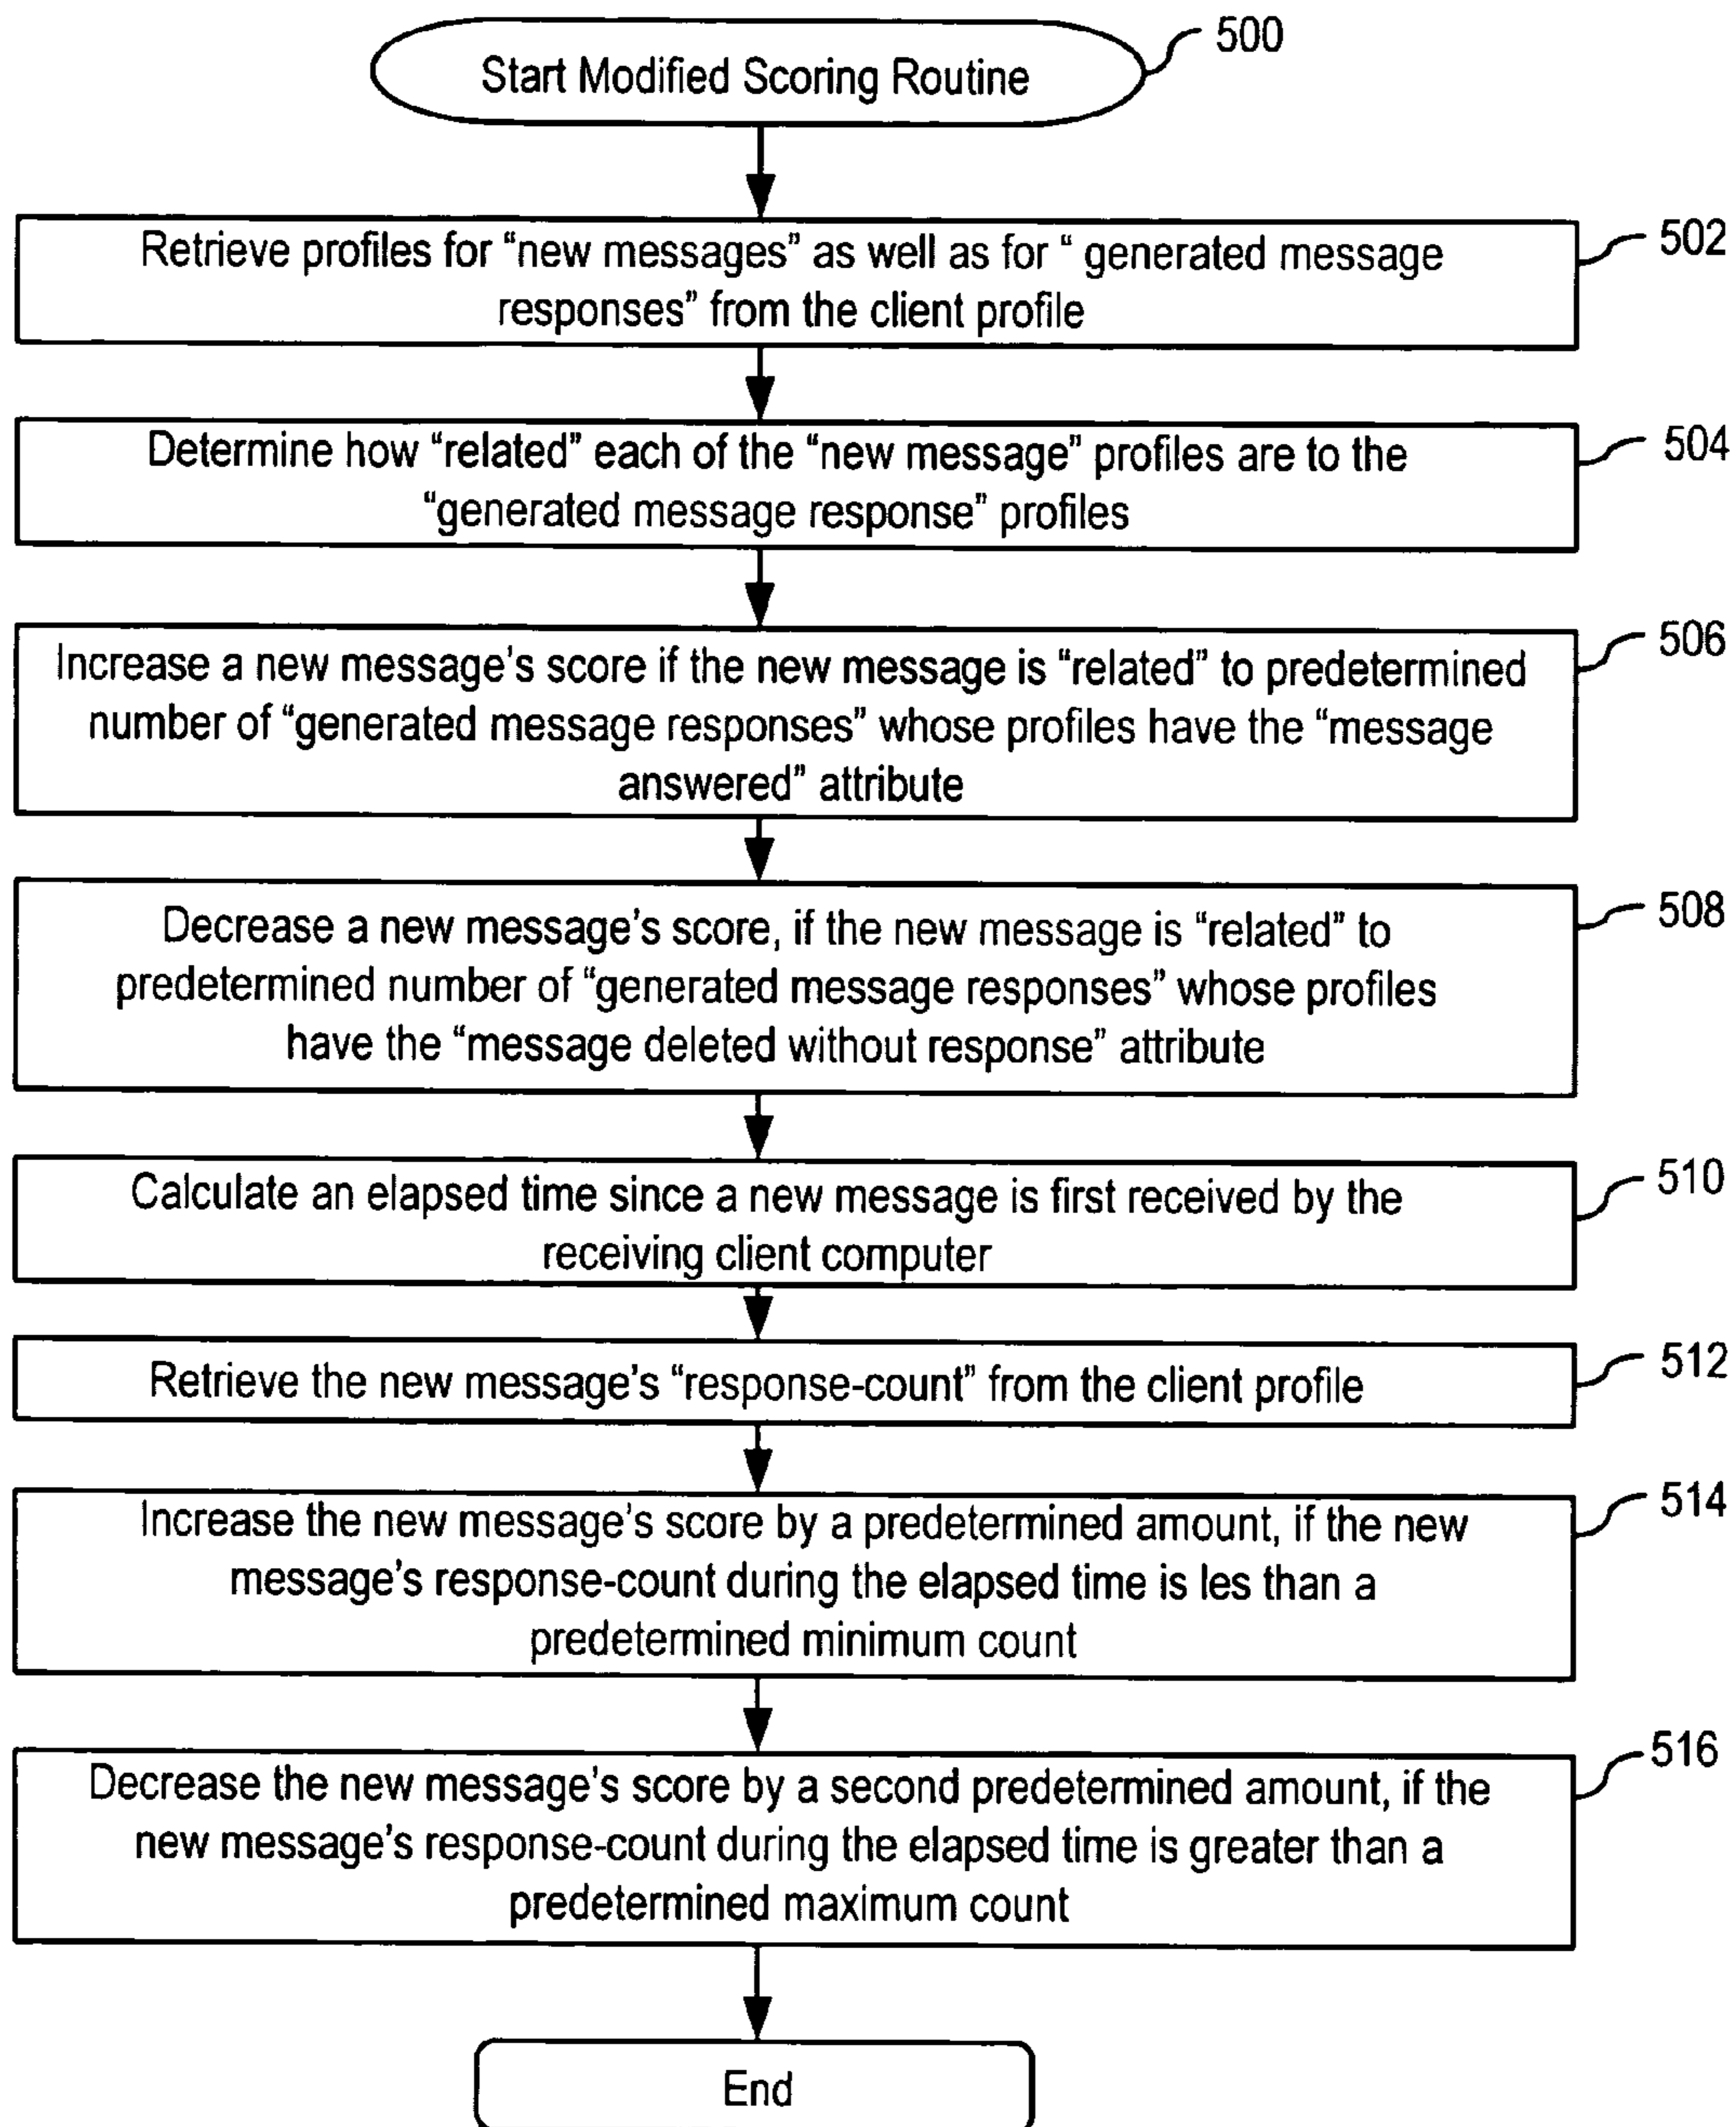 500
Start Modified Scoring Routine
502
Retrieve profiles for “new messages” as well as for “ generated message
responses” from the client profile
504
Determine how “related” each of the “new message” profiles are to the
“generated message response” profiles
506
Increase a new message’s score if the new message is “related” to predetermined
number of “generated message responses” whose profiles have the “message
answered” attribute
508
Decrease a new message’s score, if the new message is “related” to
predetermined number of “generated message responses” whose profiles
have the “message deleted without response” attribute
510
Calculate an elapsed time since a new message is first received by the
receiving client computer
512
Retrieve the new message’s “response-count” from the client profile
514
Increase the new message’s score by a predetermined amount, if the new
message’s response-count during the elapsed time is les than a
predetermined minimum count
516
Decrease the new message’s score by a second predetermined amount, if the
new message’s response-count during the elapsed time is greater than a
predetermined maximum count
End